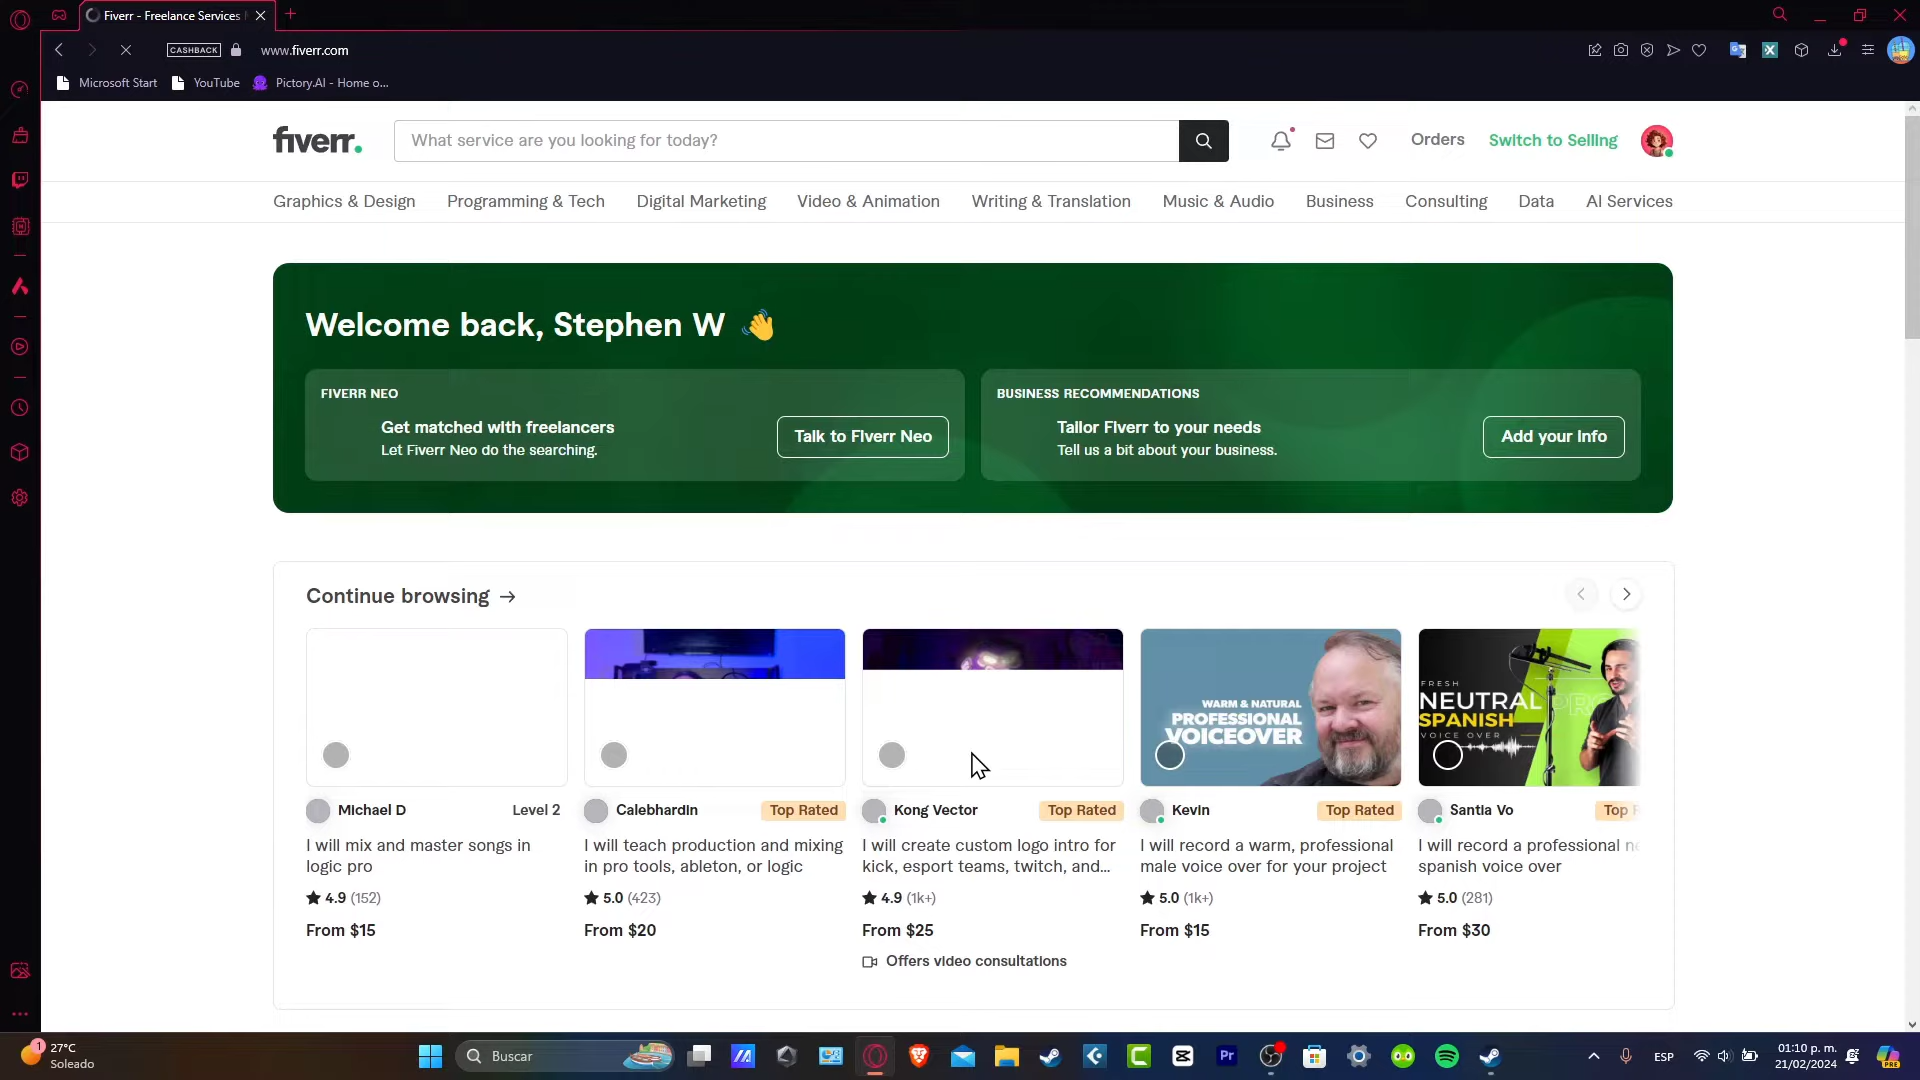 Fiverr - Freelance Services
CASHBACK
www.fiverr.com
Microsoft Start
YouTube
Pictory.AI - Home o...
fiverr.
What service are you looking for today?
Orders
Switch to Selling
Graphics & Design
Programming & Tech
Digital Marketing
Video & Animation
Writing & Translation
Music & Audio
Business
Consulting
Data
AI Services
Welcome back, Stephen W
FIVERR NEO
Get matched with freelancers
Let Fiverr Neo do the searching.
Talk to Fiverr Neo
BUSINESS RECOMMENDATIONS
Tailor Fiverr to your needs
Tell us a bit about your business.
Add your info
Continue browsing →
WARM & NATURAL
PROFESSIONAL
VOICEOVER
FRESH
NEUTRAL
SPANISH
VOICE OVER
PRO
Michael D
Level 2
I will mix and master songs in
logic pro
4.9 (152)
From $15
Calebhardin
Top Rated
I will teach production and mixing
in pro tools, ableton, or logic
5.0 (423)
From $20
Kong Vector
Top Rated
I will create custom logo intro for
kick, esport teams, twitch, and...
4.9 (1k+)
From $25
Offers video consultations
Kevin
Top Rated
I will record a warm, professional
male voice over for your project
5.0 (1k+)
From $15
Santia Vo
Top
I will record a professional
spanish voice over
5.0 (281)
From $30
1
27°C
Soleado
Buscar
Pr
ESP
01:10 p. m.
21/02/2024
PRE